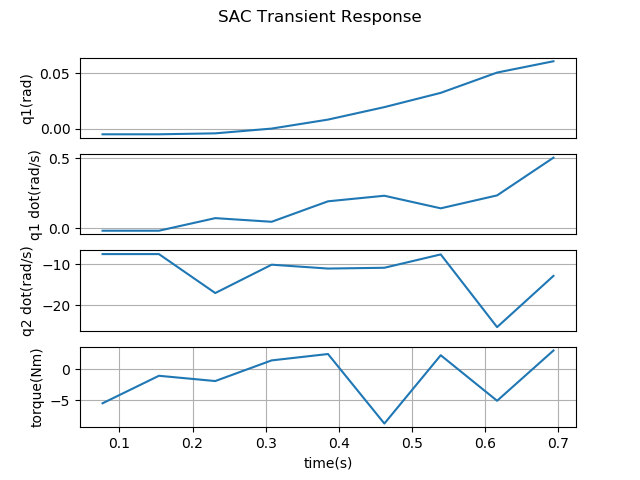 SAC Transient Response
q1(rad)
0.05
0.00
q1 dot(rad/s)
0.5
0.0
q2 dot(rad/s)
−10
−20
torque(Nm)
0
−5
0.1 0.2 0.3 0.4 0.5 0.6 0.7
time(s)